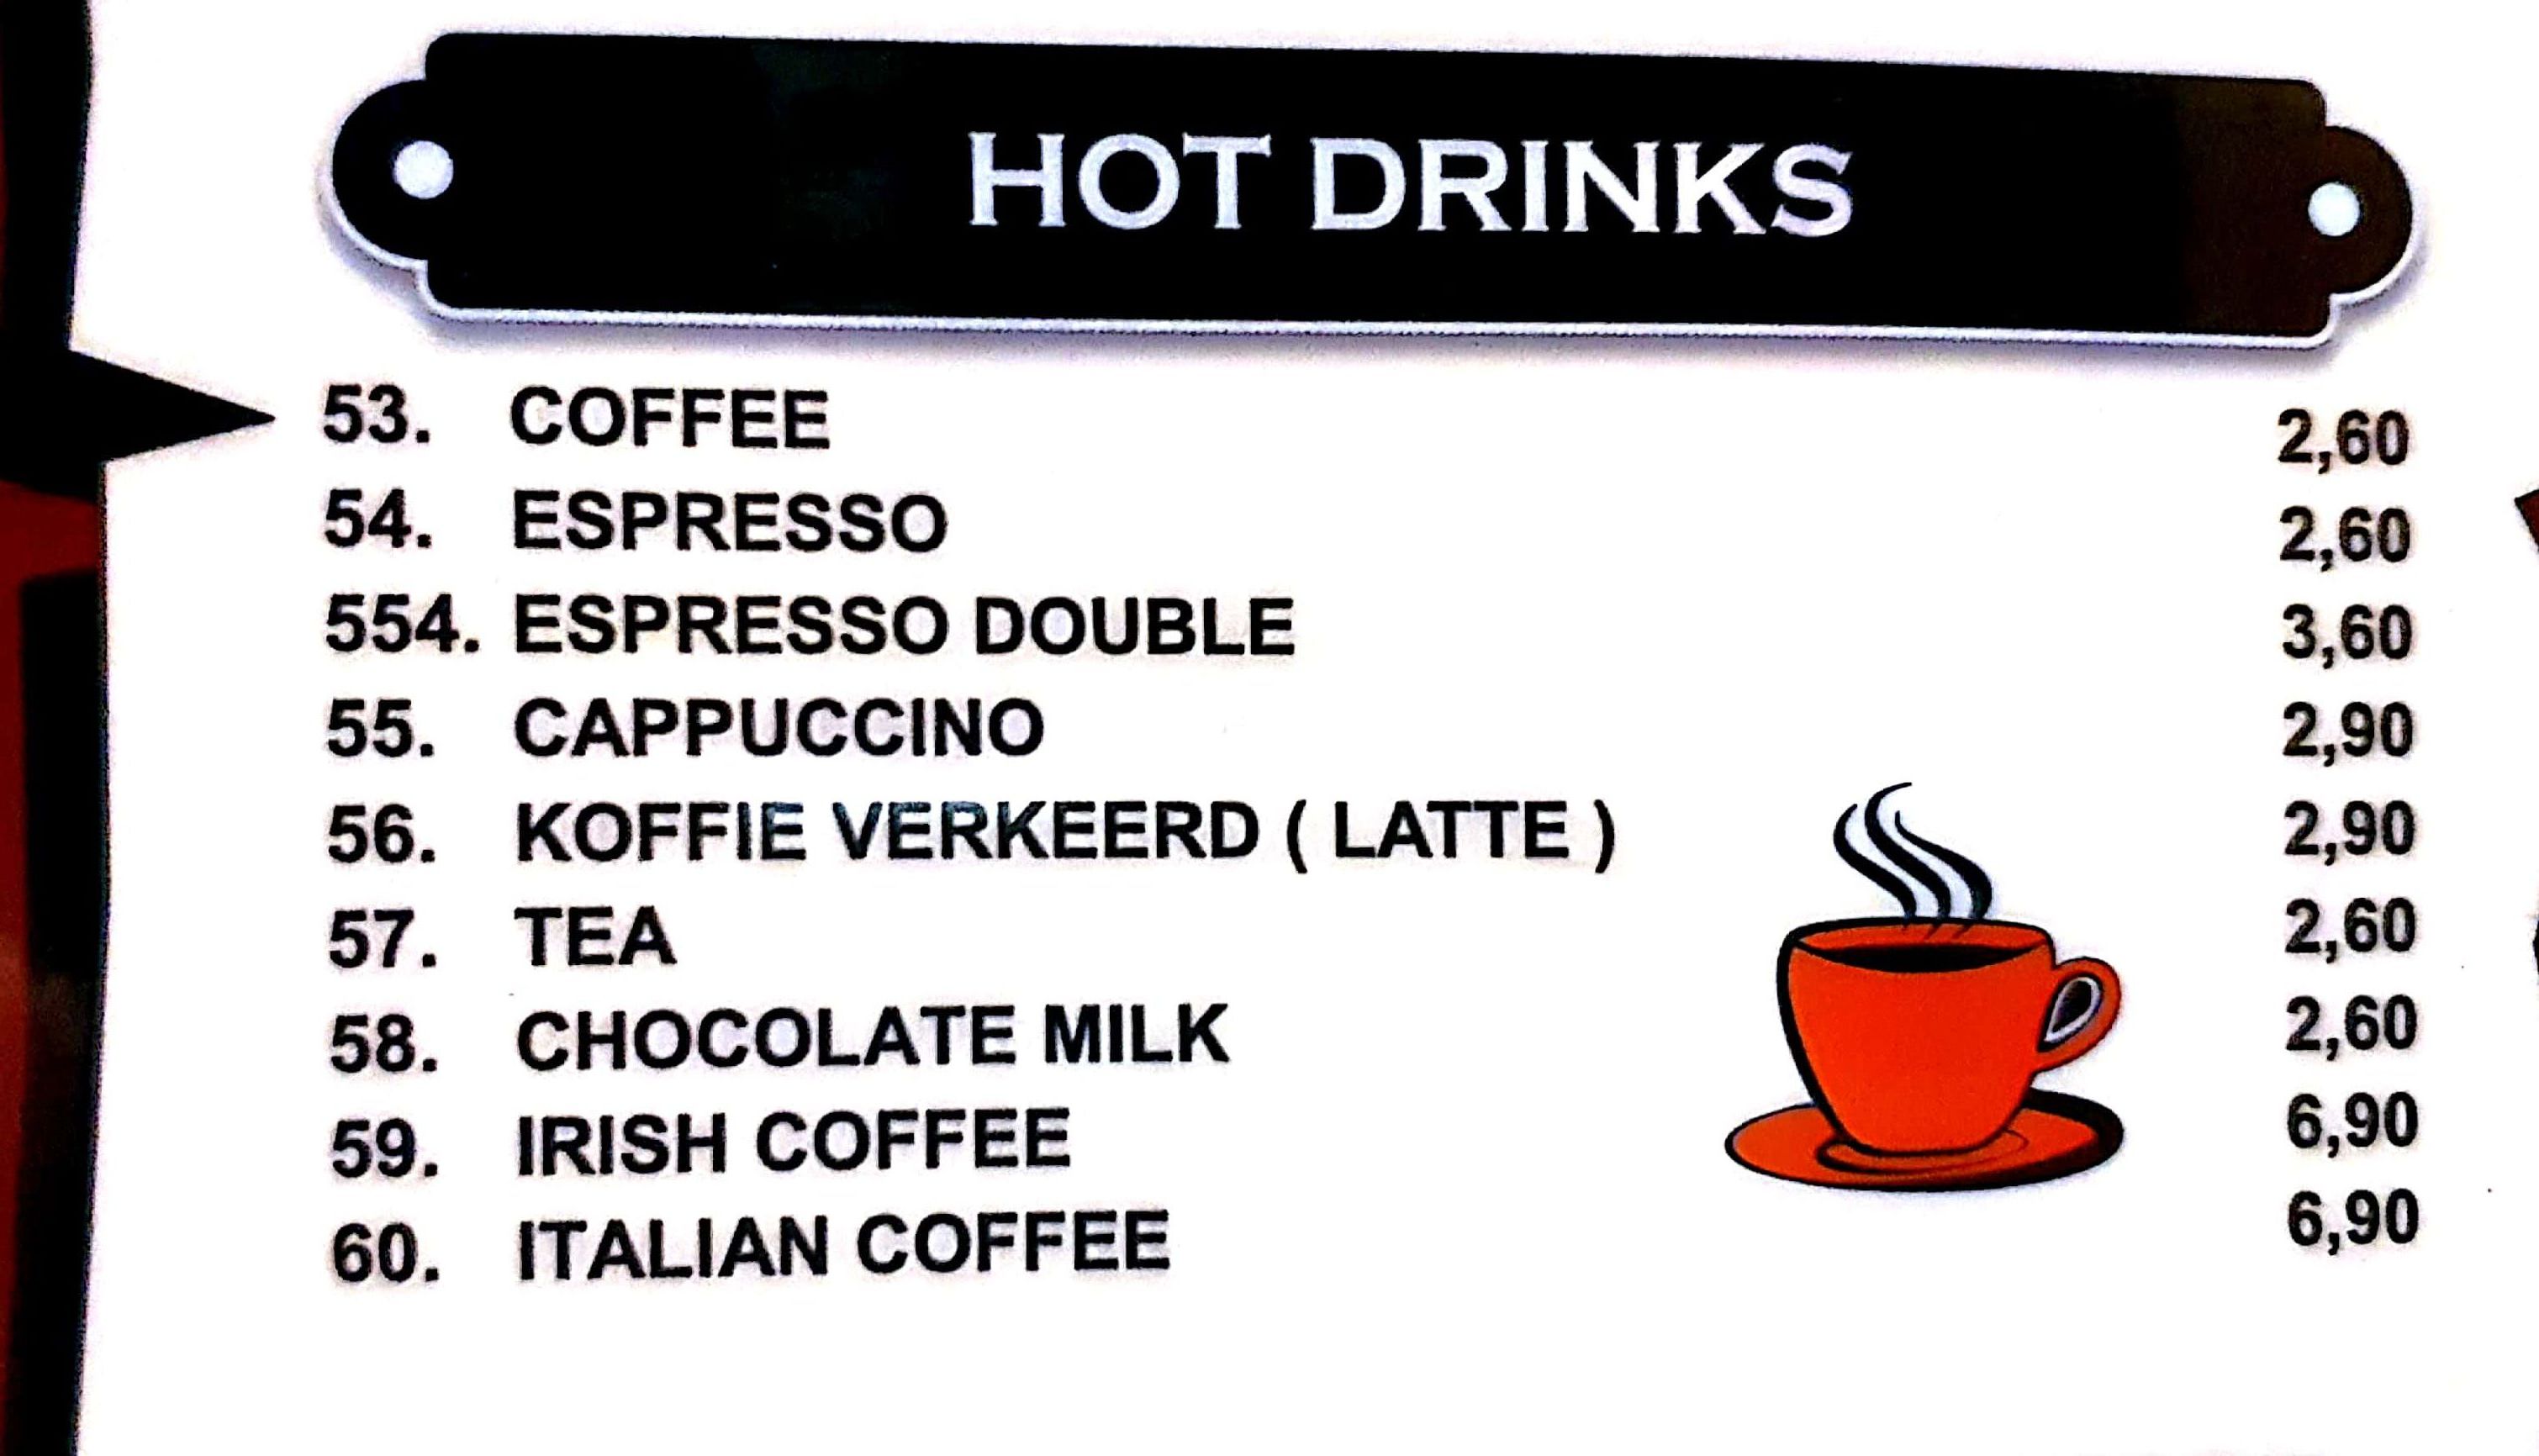 HOT DRINKS
53. COFFEE 2,60
54. ESPRESSO 2,60
554. ESPRESSO DOUBLE 3,60
55. CAPPUCCINO 2,90
56. KOFFIE VERKEERD ( LATTE ) 2,90
57. TEA 2,60
58. CHOCOLATE MILK 2,60
59. IRISH COFFEE 6,90
60. ITALIAN COFFEE 6,90